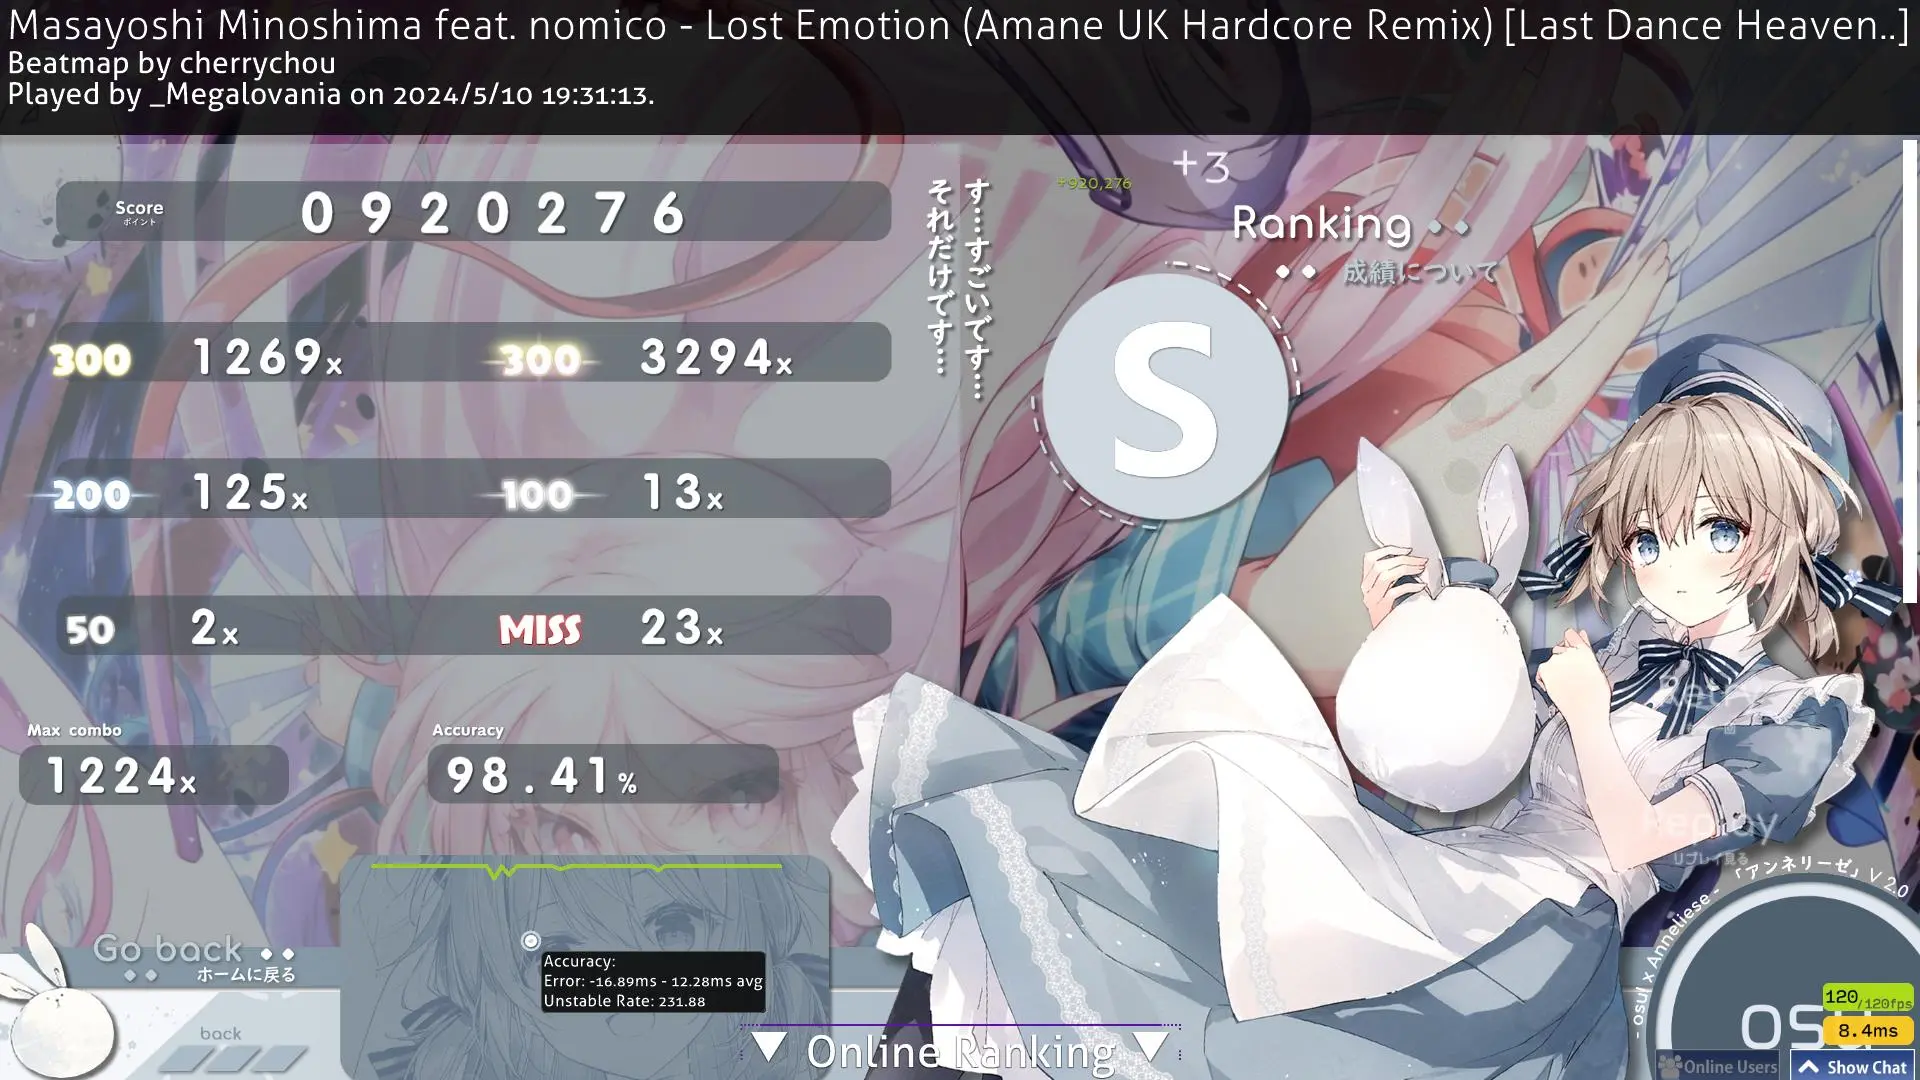 Masayoshi Minoshima feat. nomico - Lost Emotion (Amane UK Hardcore Remix) [Last Dance Heaven..]
Beatmap by cherrychou
Played by _Megalovania on 2024/5/10 19:31:13.
+3
+920,276
Score
ポイント
0920276
す…すごいです…
それだけです…
Ranking
成績について
S
300 1269x 300 3294x
200 125x 100 13x
50 2x MISS 23x
Max combo
1224x
Accuracy
98.41%
Retry
Replay
リプレイ見る
- osu! x Anneliese - 「アンネリーゼ」V 2.0
Go back
ホームに戻る
back
Accuracy:
Error: -16.89ms - 12.28ms avg
Unstable Rate: 231.88
Online Ranking
osu
120/120fps
8.4ms
Online Users
Show Chat